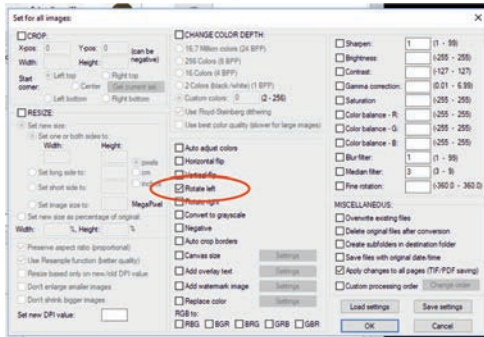 Set for all images:
CROP:
X-pos: 0 Y-pos: 0 (can be negative)
Width: Height:
Start corner: Left top Right top
Center Get current sel.
Left bottom Right bottom
RESIZE:
Set new size:
Set one or both sides to:
Width: Height:
pixels
Set long side to: cm
Set short side to: inches
Set image size to: MegaPixel
Set new size as percentage of original:
Width: % Height: %
Preserve aspect ratio (proportional)
Use Resample function (better quality)
Resize based only on new/old DPI value
Don't enlarge smaller images
Don't shrink bigger images
Set new DPI value:
CHANGE COLOR DEPTH:
16,7 Million colors (24 BPP)
256 Colors (8 BPP)
16 Colors (4 BPP)
2 Colors (black/white) (1 BPP)
Custom colors: 0 (2 - 256)
Use Floyd-Steinberg dithering
Use best color quality (slower for large images)
Auto adjust colors
Horizontal flip
Vertical flip
Rotate left
Rotate right
Convert to grayscale
Negative
Auto crop borders
Canvas size Settings
Add overlay text Settings
Add watermark image Settings
Replace color Settings
RGB to:
RBG BGR BRG GRB GBR
Sharpen: 1 (1 - 99)
Brightness: (-255 - 255)
Contrast: (-127 - 127)
Gamma correction: (0.01 - 6.99)
Saturation (-255 - 255)
Color balance - R: (-255 - 255)
Color balance - G: (-255 - 255)
Color balance - B: (-255 - 255)
Blur filter: 1 (1 - 99)
Median filter: 3 (3 - 9)
Fine rotation: (-360.0 - 360.0)
MISCELLANEOUS:
Overwrite existing files
Delete original files after conversion
Create subfolders in destination folder
Save files with original date/time
Apply changes to all pages (TIF/PDF saving)
Custom processing order Change order
Load settings Save settings
OK Cancel